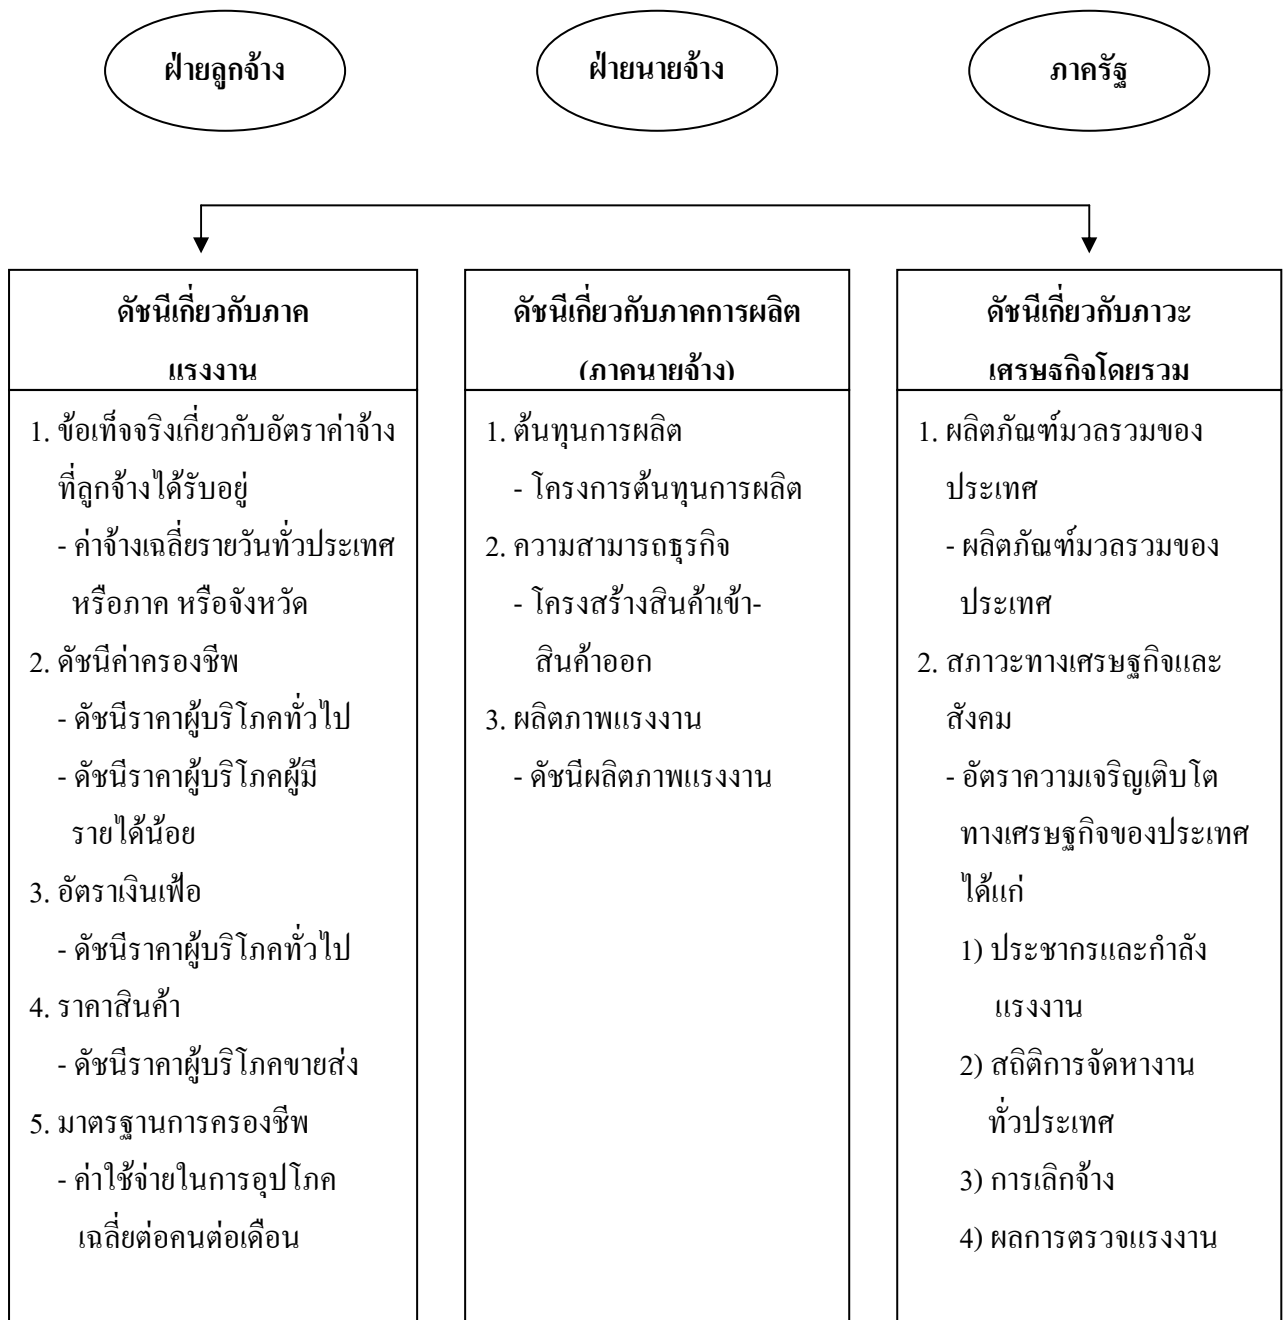 ฝ่ายลูกจ้าง
ฝ่ายนายจ้าง
ภาครัฐ
ดัชนีเกี่ยวกับภาค
แรงงาน
1. ข้อเท็จจริงเกี่ยวกับอัตราค่าจ้าง
ที่ลูกจ้างได้รับอยู่
- ค่าจ้างเฉลี่ยรายวันทั่วประเทศ
หรือภาค หรือจังหวัด
2. ดัชนีค่าครองชีพ
- ดัชนีราคาผู้บริโภคทั่วไป
- ดัชนีราคาผู้บริโภคผู้มี
รายได้น้อย
3. อัตราเงินเฟ้อ
- ดัชนีราคาผู้บริโภคทั่วไป
4. ราคาสินค้า
- ดัชนีราคาผู้บริโภคขายส่ง
5. มาตรฐานการครองชีพ
- ค่าใช้จ่ายในการอุปโภค
เฉลี่ยต่อคนต่อเดือน
ดัชนีเกี่ยวกับภาคการผลิต
(ภาคนายจ้าง)
1. ต้นทุนการผลิต
- โครงการต้นทุนการผลิต
2. ความสามารถธุรกิจ
- โครงสร้างสินค้าเข้า-
สินค้าออก
3. ผลิตภาพแรงงาน
- ดัชนีผลิตภาพแรงงาน
ดัชนีเกี่ยวกับภาวะ
เศรษฐกิจโดยรวม
1. ผลิตภัณฑ์มวลรวมของ
ประเทศ
- ผลิตภัณฑ์มวลรวมของ
ประเทศ
2. สภาวะทางเศรษฐกิจและ
สังคม
- อัตราความเจริญเติบโต
ทางเศรษฐกิจของประเทศ
ได้แก่
1) ประชากรและกำลัง
แรงงาน
2) สถิติการจัดหางาน
ทั่วประเทศ
3) การเลิกจ้าง
4) ผลการตรวจแรงงาน